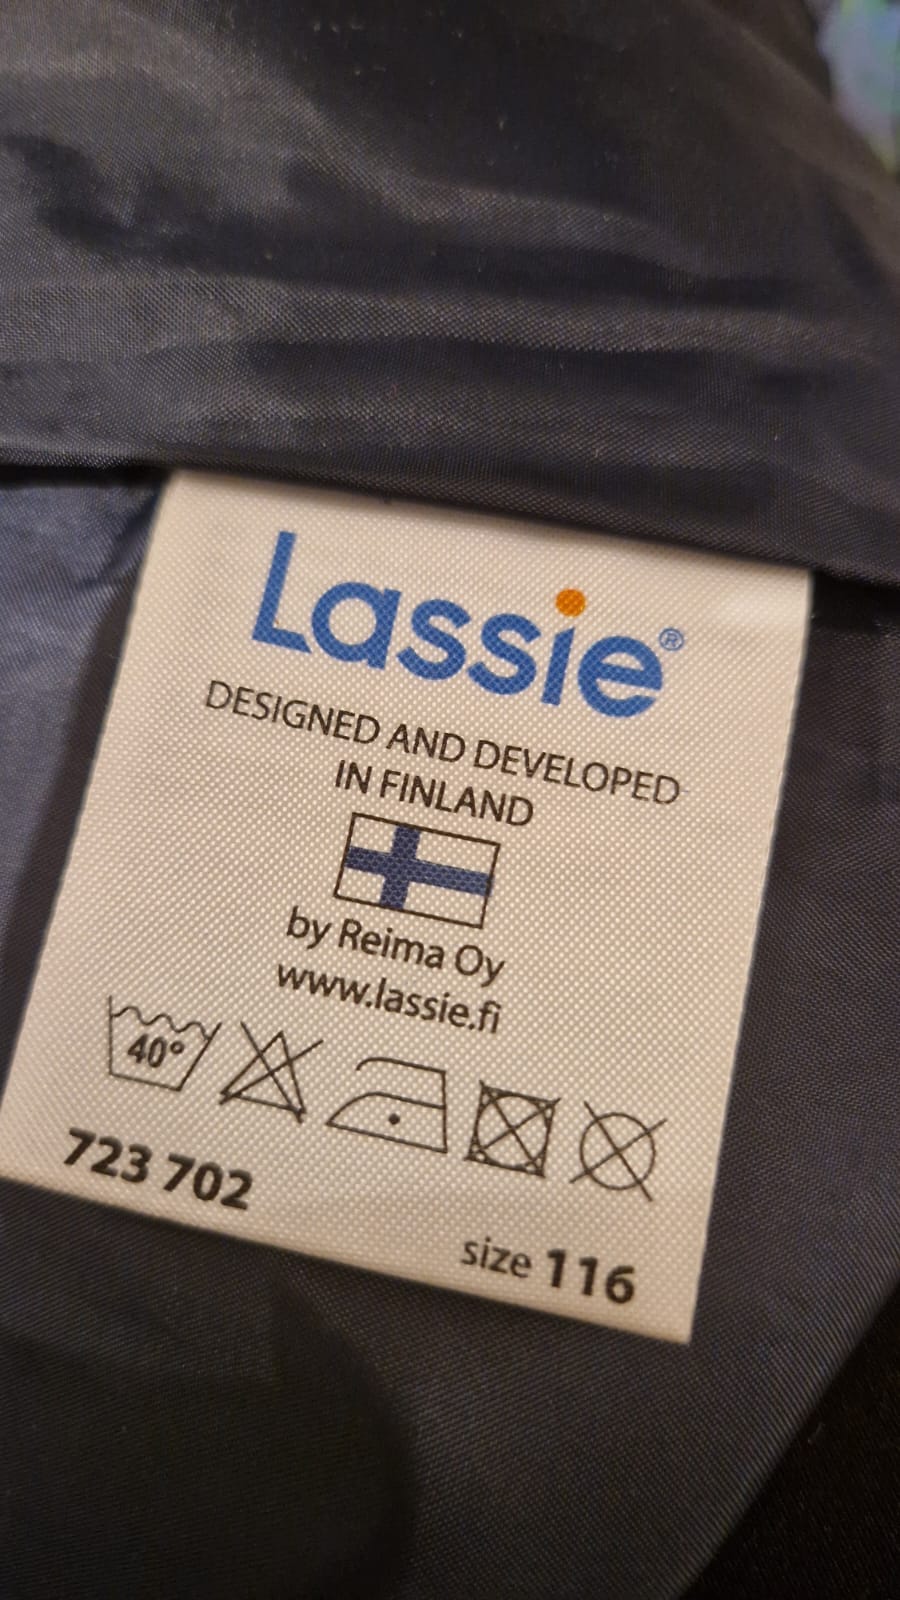 Lassie®
DESIGNED AND DEVELOPED
IN FINLAND
by Reima Oy
www.lassie.fi
40°
723 702
size 116